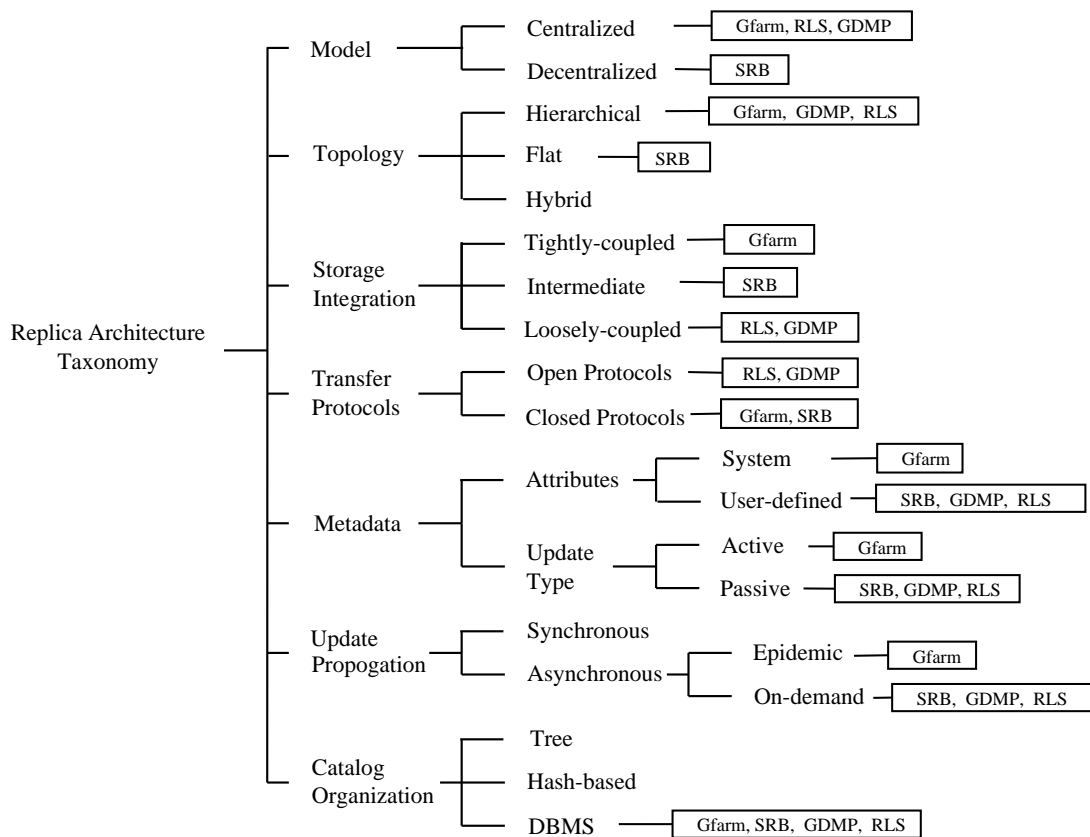 Centralized
Gfarm, RLS, GDMP
Model
Decentralized
SRB
Hierarchical
Gfarm, GDMP, RLS
Topology
Flat
SRB
Hybrid
Tightly-coupled
Gfarm
Storage
Integration
Intermediate
SRB
Loosely-coupled
RLS, GDMP
Replica Architecture
Taxonomy
Transfer
Protocols
Open Protocols
RLS, GDMP
Closed Protocols
Gfarm, SRB
Metadata
Attributes
System
Gfarm
User-defined
SRB, GDMP, RLS
Update
Type
Active
Gfarm
Passive
SRB, GDMP, RLS
Update
Propogation
Synchronous
Asynchronous
Epidemic
Gfarm
On-demand
SRB, GDMP, RLS
Catalog
Organization
Tree
Hash-based
DBMS
Gfarm, SRB, GDMP, RLS